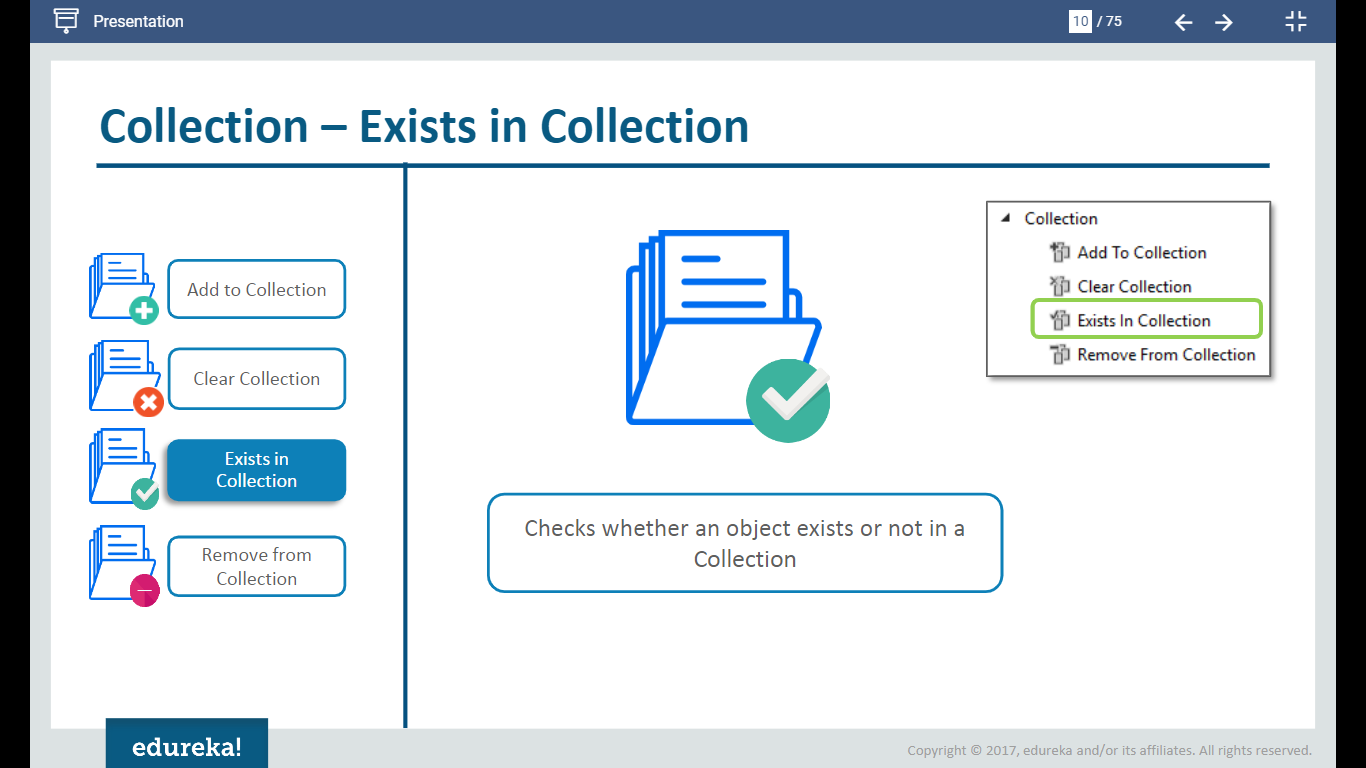 Presentation
10 / 75
Collection – Exists in Collection
Add to Collection
Clear Collection
Exists in
Collection
Remove from
Collection
Checks whether an object exists or not in a
Collection
Collection
Add To Collection
Clear Collection
Exists In Collection
Remove From Collection
edureka!
Copyright © 2017, edureka and/or its affiliates. All rights reserved.